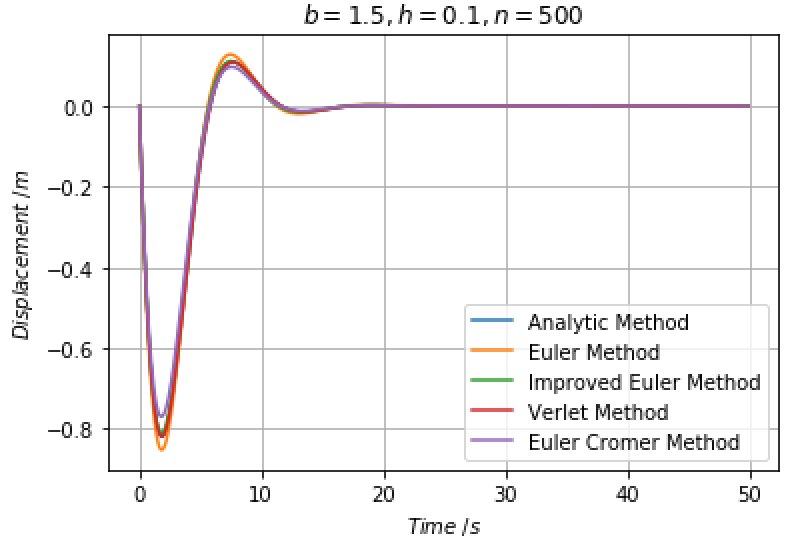 b = 1.5, h = 0.1, n = 500
Displacement /m
0.0
−0.2
−0.4
−0.6
−0.8
Analytic Method
Euler Method
Improved Euler Method
Verlet Method
Euler Cromer Method
0 10 20 30 40 50
Time /s